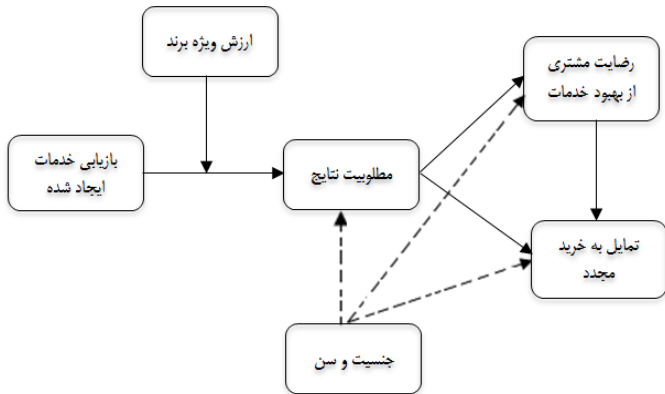 ارزش ویژه برند
رضایت مشتری
از بهبود خدمات
بازیابی خدمات
ایجاد شده
مطلوبیت نتایج
تمایل به خرید
مجدد
جنسیت و سن